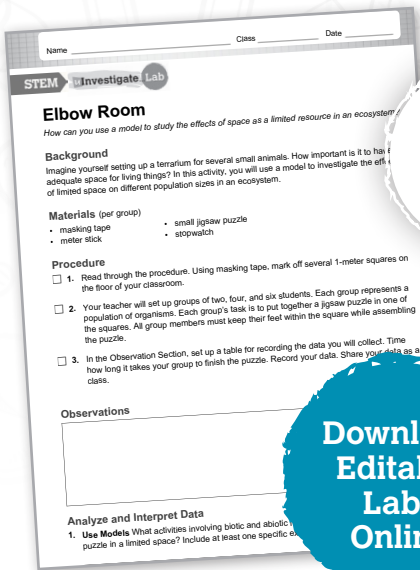 Name Class Date
STEM uInvestigate Lab
Elbow Room
How can you use a model to study the effects of space as a limited resource in an ecosystem
Background
Imagine yourself setting up a terrarium for several small animals. How important is it to have
adequate space for living things? In this activity, you will use a model to investigate the
of limited space on different population sizes in an ecosystem.
Materials (per group)
• masking tape • small jigsaw puzzle
• meter stick • stopwatch
Procedure
1. Read through the procedure. Using masking tape, mark off several 1-meter squares on
the floor of your classroom.
2. Your teacher will set up groups of two, four, and six students. Each group represents a
population of organisms. Each group's task is to put together a jigsaw puzzle in one of
the squares. All group members must keep their feet within the square while assembling
the puzzle.
3. In the Observation Section, set up a table for recording the data you will collect. Time
how long it takes your group to finish the puzzle. Record your data. Share your data as a
class.
Observations
Analyze and Interpret Data
1. Use Models What activities involving biotic and abiotic
puzzle in a limited space? Include at least one specific
Downl
Edita
Lab
Onlin